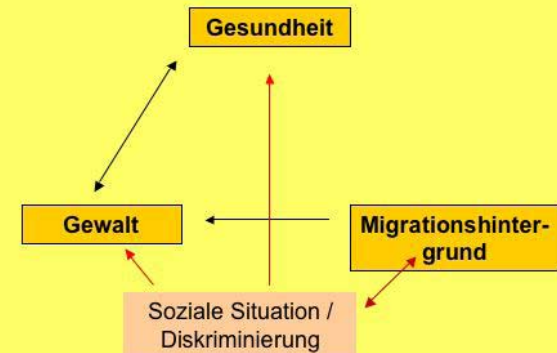 Gesundheit
Gewalt
Migrationshinter-
grund
Soziale Situation /
Diskriminierung